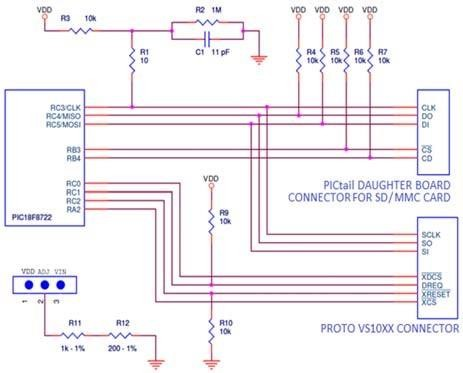 VDD
R3 10k
R2 1M
C1 11 pF
R1
10
VDD VDD VDD VDD
R4 R5 R6 R7
10k 10k 10k 10k
RC3/CLK
RC4/MISO
RC5/MOSI
RB3
RB4
RC0
RC1
RC2
RA2
PIC18F8722
CLK
DO
DI
CS
CD
PICtail DAUGHTER BOARD
CONNECTOR FOR SD/MMC CARD
VDD
R9
10k
SCLK
SO
SI
XDCS
DREQ
XRESET
XCS
PROTO VS10XX CONNECTOR
VDD ADJ VIN
1 2 3
R11 R12
1k - 1% 200 - 1%
R10
10k